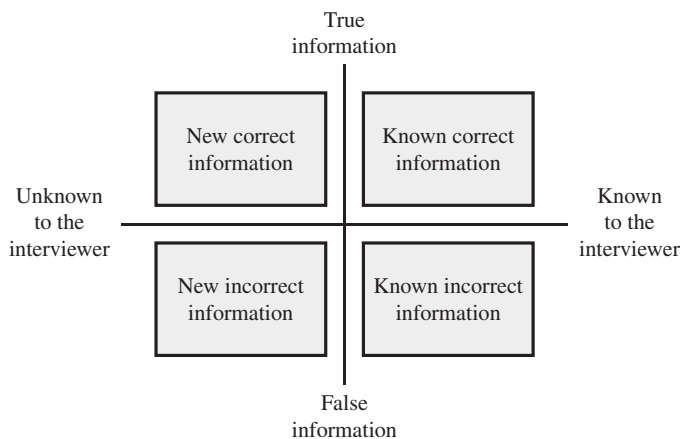 True
information
New correct
information
Known correct
information
Unknown
to the
interviewer
Known
to the
interviewer
New incorrect
information
Known incorrect
information
False
information